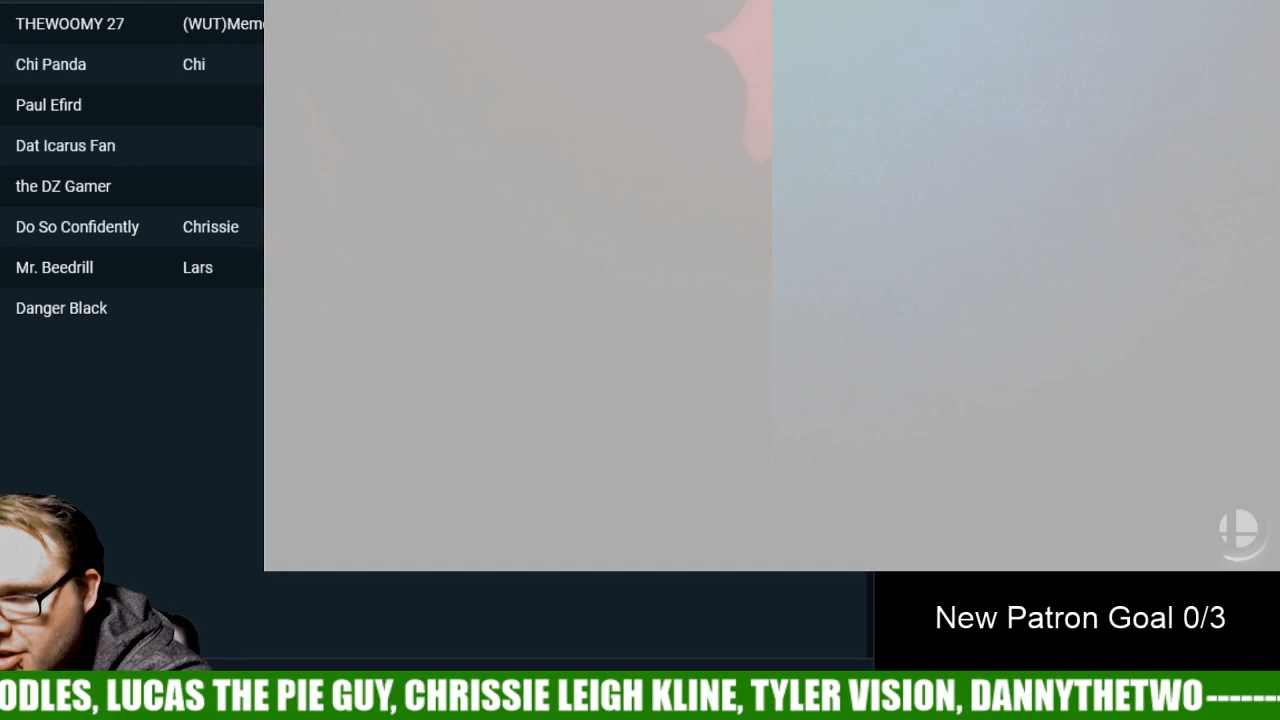 THEWOOMY 27 (WUT)Mem
Chi Panda Chi
Paul Efird
Dat Icarus Fan
the DZ Gamer
Do So Confidently Chrissie
Mr. Beedrill Lars
Danger Black
New Patron Goal 0/3
ODLES, LUCAS THE PIE GUY, CHRISSIE LEIGH KLINE, TYLER VISION, DANNYTHETWO-------